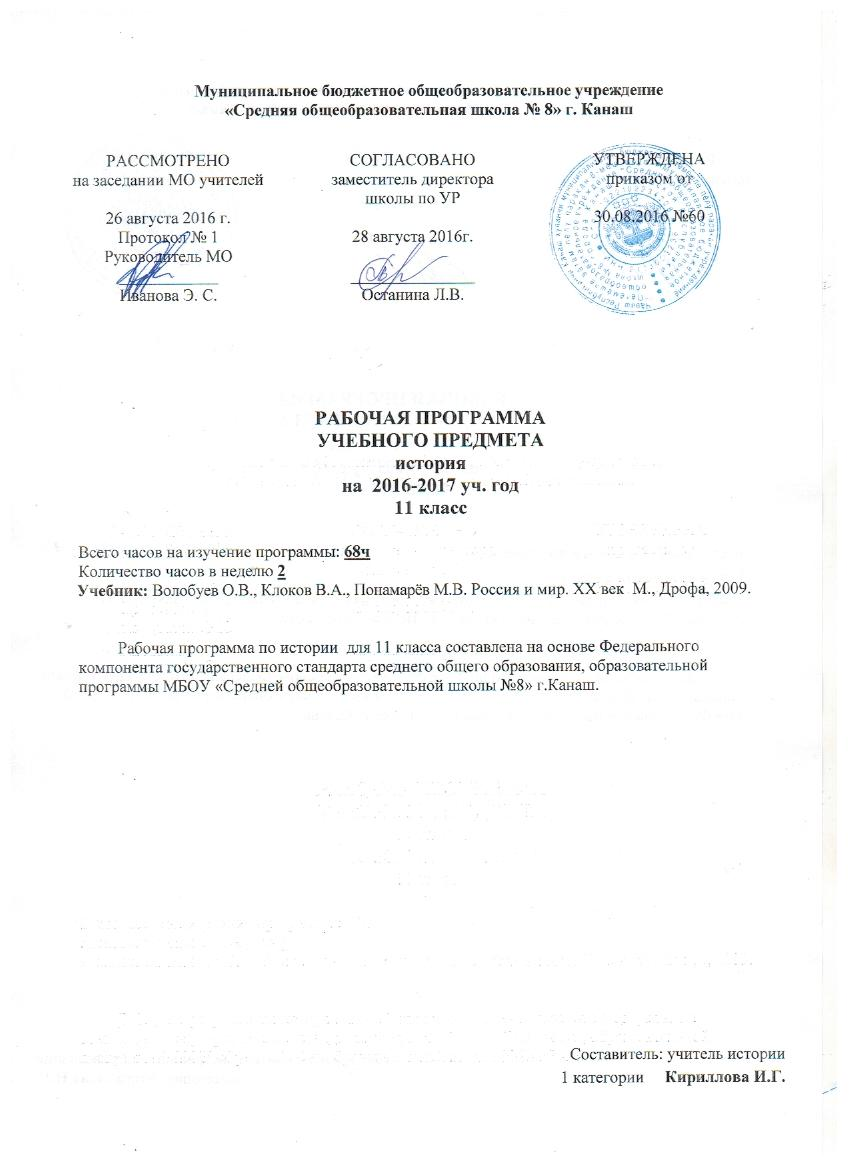 Муниципальное бюджетное общеобразовательное учреждение
«Средняя общеобразовательная школа № 8» г. Канаш
РАССМОТРЕНО
на заседании МО учителей
26 августа 2016 г.
Протокол № 1
Руководитель МО
Иванова Э. С.
СОГЛАСОВАНО
заместитель директора
школы по УР
28 августа 2016г.
Останина Л.В.
УТВЕРЖДЕНА
приказом от
30.08.2016 №60
РАБОЧАЯ ПРОГРАММА
УЧЕБНОГО ПРЕДМЕТА
история
на 2016-2017 уч. год
11 класс
Всего часов на изучение программы: 68ч
Количество часов в неделю 2
Учебник: Волобуев О.В., Клоков В.А., Понамарёв М.В. Россия и мир. XX век М., Дрофа, 2009.
Рабочая программа по истории для 11 класса составлена на основе Федерального
компонента государственного стандарта среднего общего образования, образовательной
программы МБОУ «Средней общеобразовательной школы №8» г.Канаш.
Составитель: учитель истории
1 категории Кириллова И.Г.